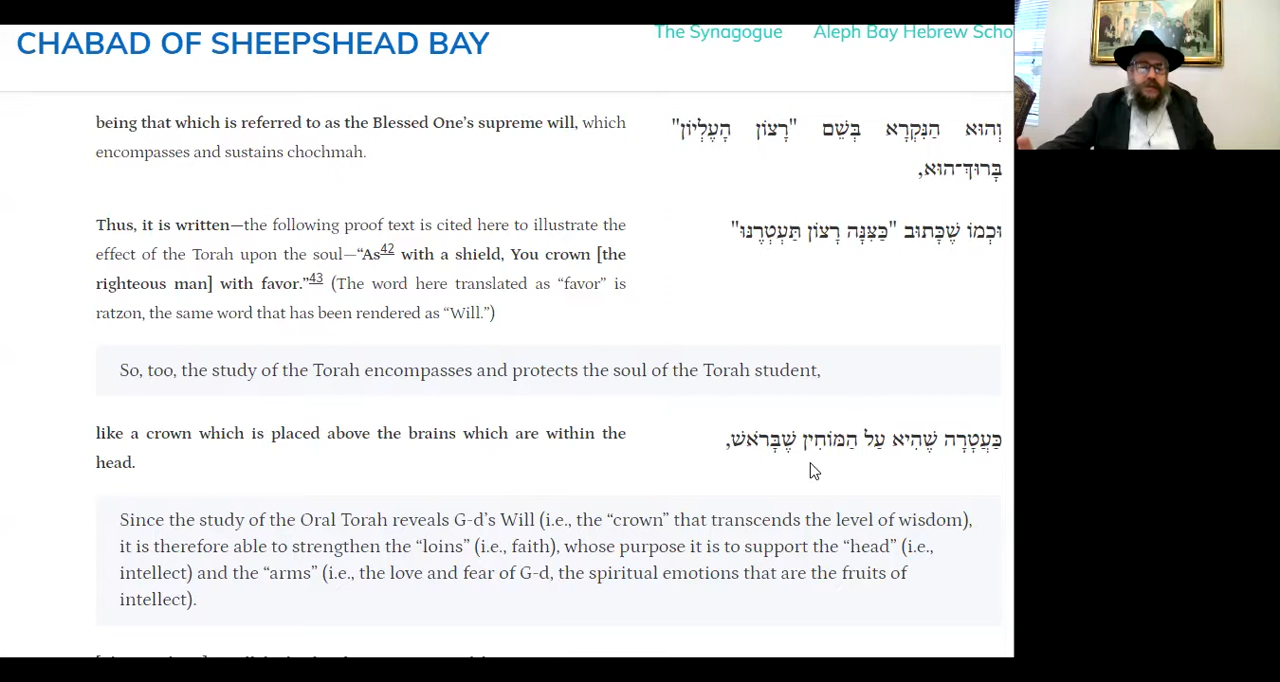 CHABAD OF SHEEPSHEAD BAY
The Synagogue
Aleph Bay Hebrew Scho
being that which is referred to as the Blessed One's supreme will, which
encompasses and sustains chochmah.
וְהוּא הַנִּקְרָא בְּשֵׁם "רָצוֹן הָעֶלְיוֹן"
בָּרוּךְ־הוּא,
Thus, it is written—the following proof text is cited here to illustrate the
effect of the Torah upon the soul—“As42 with a shield, You crown [the
righteous man] with favor.”43 (The word here translated as “favor” is
ratzon, the same word that has been rendered as “Will.”)
וּכְמוֹ שֶׁכָּתוּב "כַּצִּנָּה רָצוֹן תַּעְטְרֶנּוּ"
So, too, the study of the Torah encompasses and protects the soul of the Torah student,
like a crown which is placed above the brains which are within the
head.
כַּעֲטָרָה שֶׁהִיא עַל הַמּוֹחִין שֶׁבָּרֹאשׁ,
Since the study of the Oral Torah reveals G-d’s Will (i.e., the “crown” that transcends the level of wisdom),
it is therefore able to strengthen the “loins” (i.e., faith), whose purpose it is to support the “head” (i.e.,
intellect) and the “arms” (i.e., the love and fear of G-d, the spiritual emotions that are the fruits of
intellect).